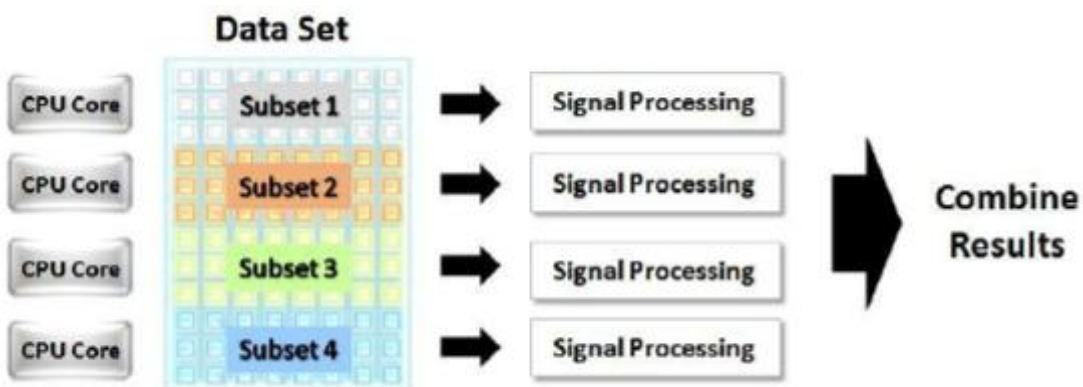 Data Set
CPU Core
Subset 1
Signal Processing
CPU Core
Subset 2
Signal Processing
CPU Core
Subset 3
Signal Processing
CPU Core
Subset 4
Signal Processing
Combine
Results